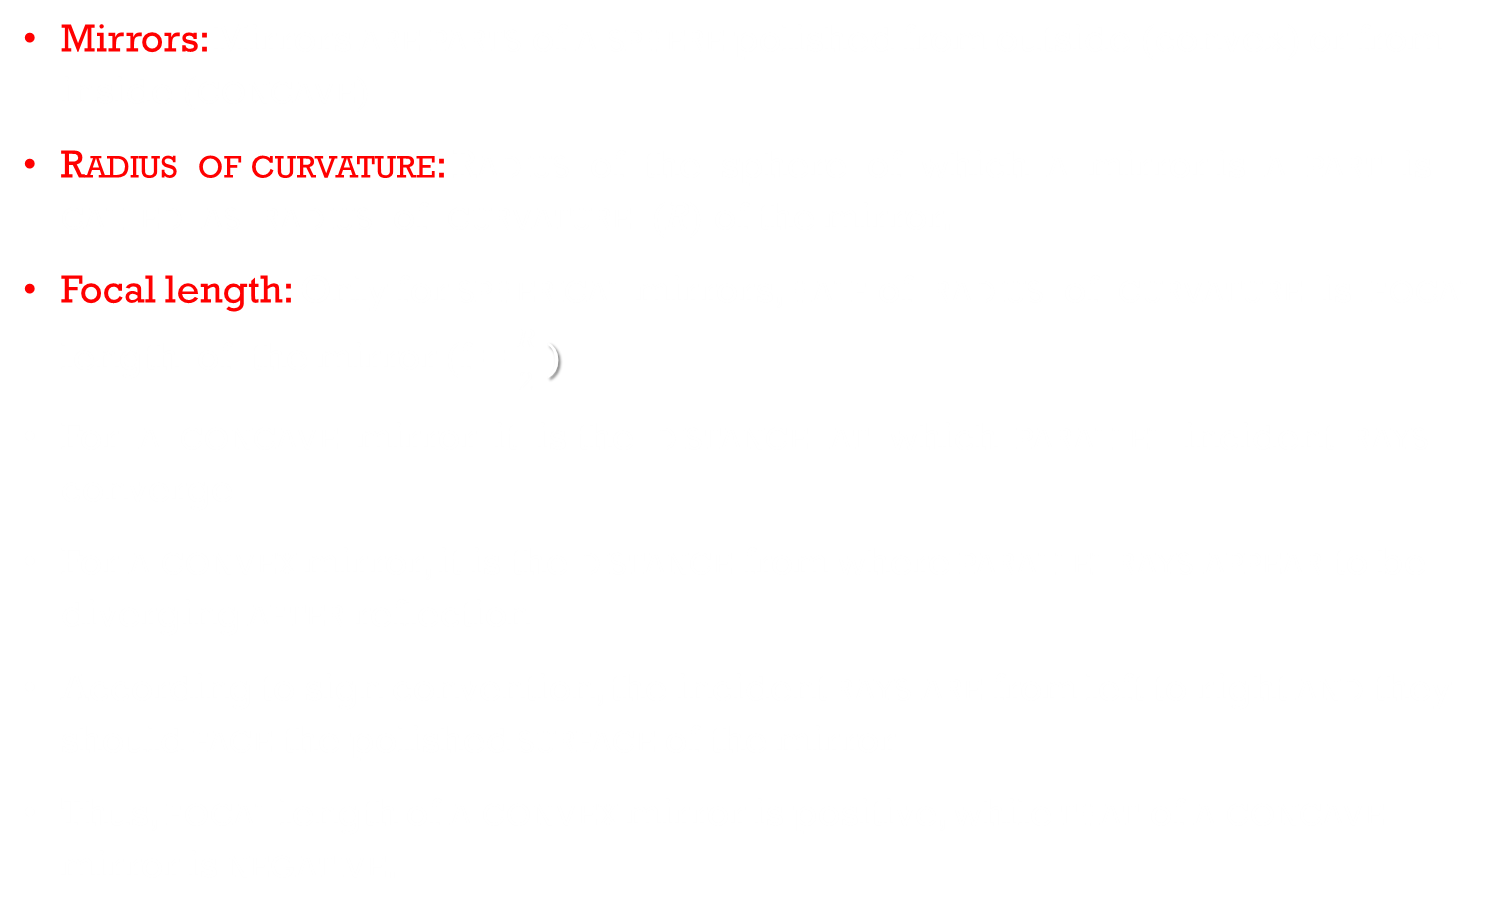 • Mirrors:
• RADIUS OF CURVATURE:
• Focal length:
)